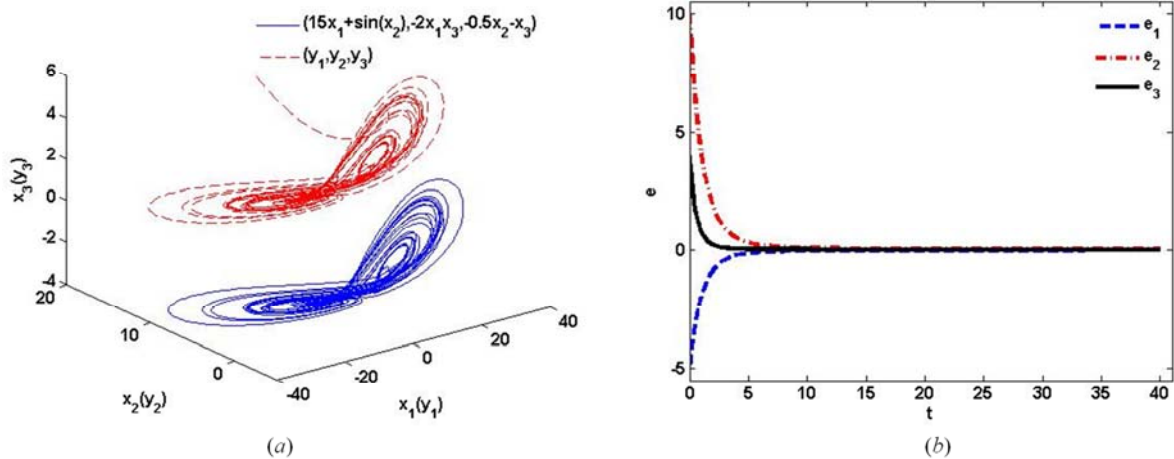 (15x₁+sin(x₂),-2x₁x₃,-0.5x₂-x₃)
(y₁,y₂,y₃)
x₃(y₃)
6
4
2
0
-2
-4
20
10
0
x₂(y₂)
-40
-20
0
20
40
x₁(y₁)
(a)
e₁
e₂
e₃
10
5
0
-5
e
0
5
10
15
20
25
30
35
40
t
(b)